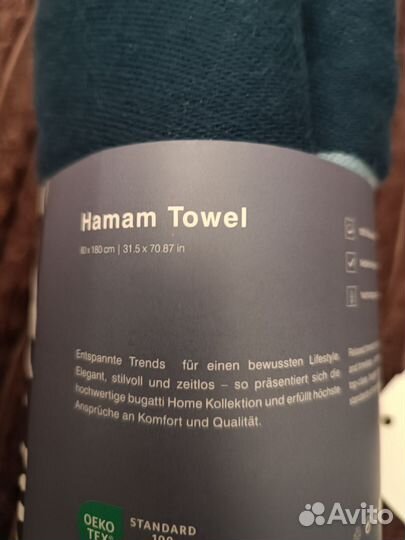 Hamam Towel
80 x 180 cm | 31.5 x 70.87 in
Entspannte Trends für einen bewussten Lifestyle.
Elegant, stilvoll und zeitlos – so präsentiert sich die
hochwertige bugatti Home Kollektion und erfüllt höchste
Ansprüche an Komfort und Qualität.
OEKO
TEX®
STANDARD
100
Avito